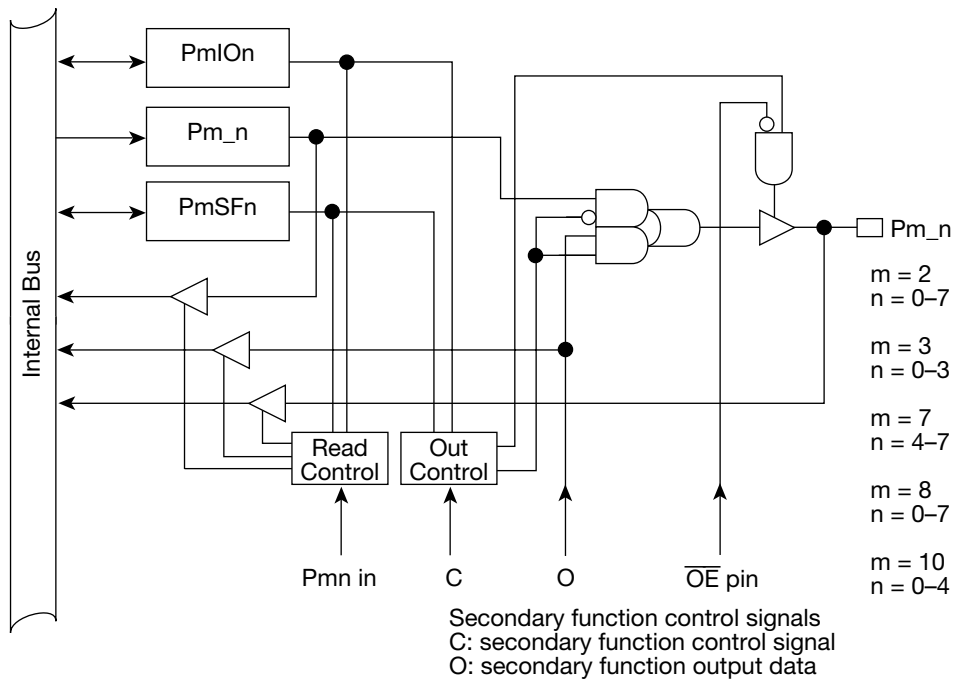 PmIOn
Pm_n
PmSFn
Internal Bus
Pm_n
m = 2
n = 0–7
m = 3
n = 0–3
m = 7
n = 4–7
m = 8
n = 0–7
m = 10
n = 0–4
Read
Control
Out
Control
Pmn in
C
O
O̅E̅ pin
Secondary function control signals
C: secondary function control signal
O: secondary function output data